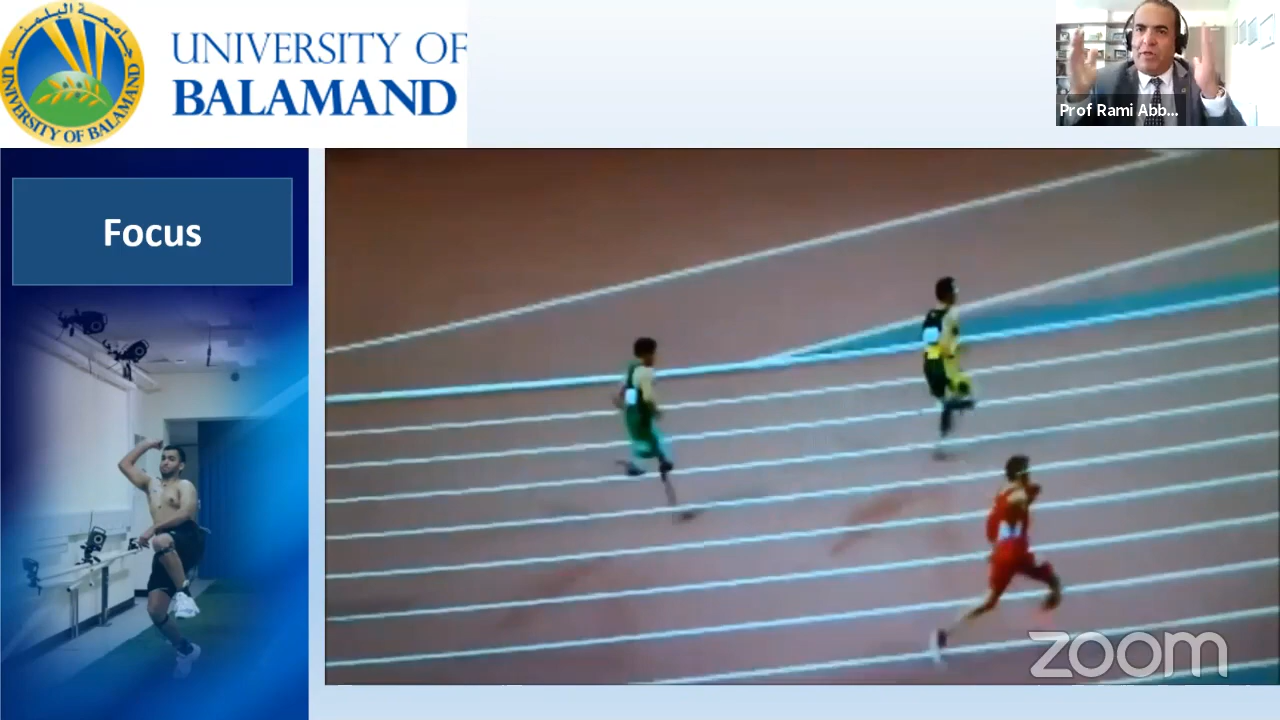 جامعة البلمند
UNIVERSITY OF BALAMAND
UNIVERSITY OF
BALAMAND
Prof Rami Abb...
Focus
zoom